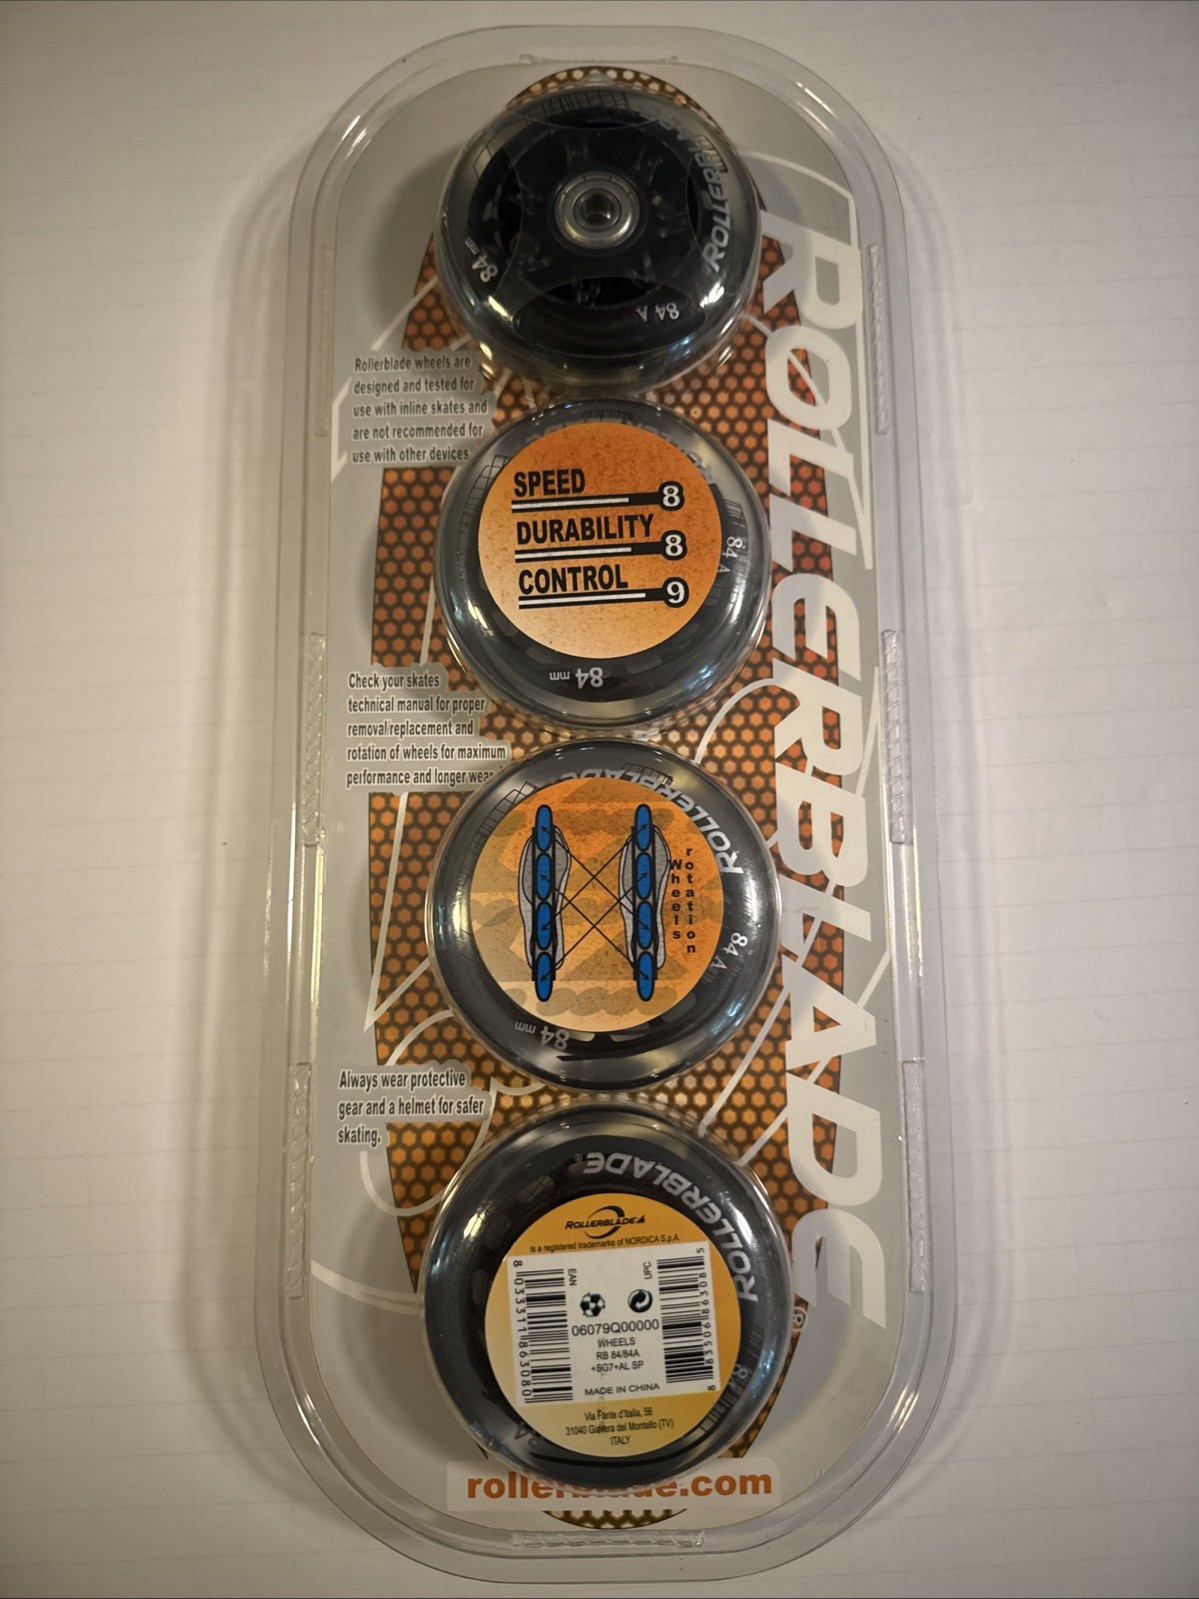 ROLLERBLADE
84 mm
84 A
Rollerblade wheels are
designed and tested for
use with inline skates and
are not recommended for
use with other devices
SPEED 8
DURABILITY 8
CONTROL 9
84 A
84 mm
Check your skates
technical manual for proper
removal/replacement and
rotation of wheels for maximum
performance and longer wear
ROLLERBLADE
Wheels
rotation
84 A
84 mm
Always wear protective
gear and a helmet for safer
skating.
ROLLERBLADE®
ROLLERBLADE
is a registered trademarks of NORDICA S.p.A.
EAN
8033311863080
UPC
883506863085
06079Q00000
WHEELS
RB 84/84A
+SG7+AL SP
MADE IN CHINA
Via Fante d'Italia, 56
31040 Giavera del Montello (TV)
ITALY
84
ROLLERBLADE®
rollerblade.com